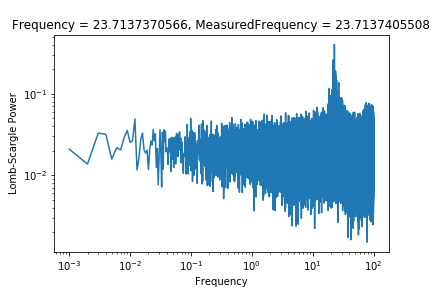 Frequency = 23.7137370566, MeasuredFrequency = 23.7137405508
Lomb-Scargle Power
10⁻¹
10⁻²
10⁻³ 10⁻² 10⁻¹ 10⁰ 10¹ 10²
Frequency